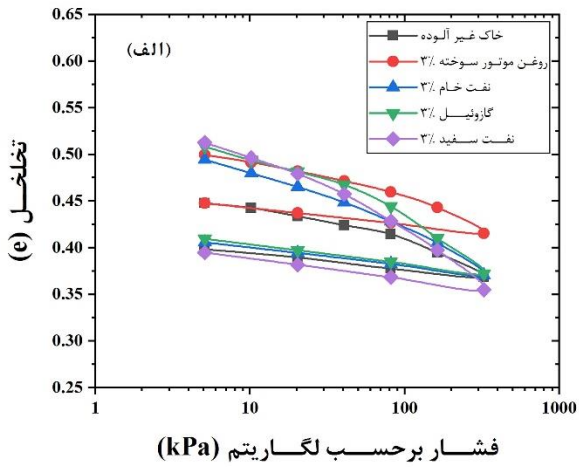 (الف)
خاک غیر آلوده
روغن موتور سوخته ۳٪
نفت خام ۳٪
گازوئیل ۳٪
نفت سفید ۳٪
تخلخل (e)
0.65
0.60
0.55
0.50
0.45
0.40
0.35
0.30
0.25
1 10 100 1000
فشار برحسب لگاریتم (kPa)